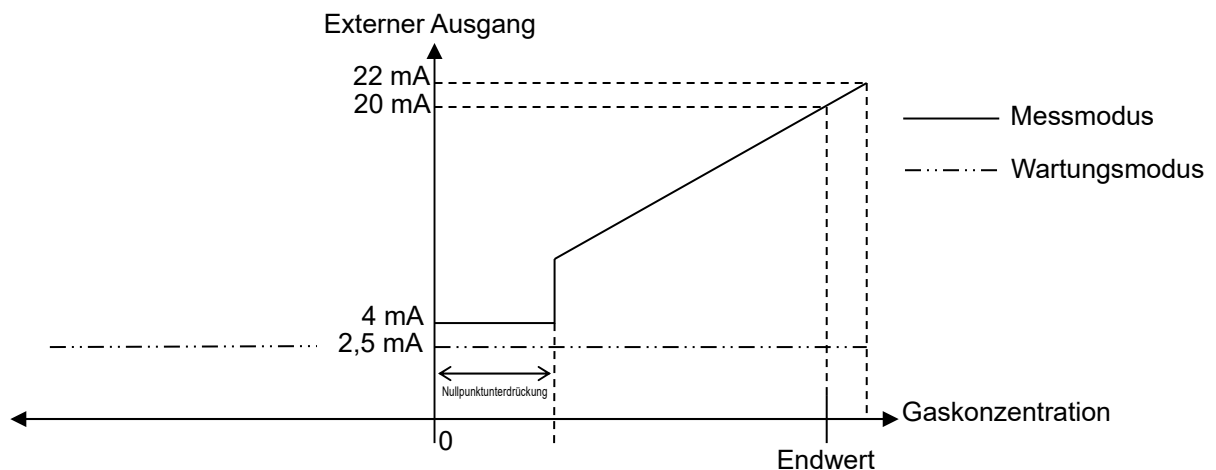 Externer Ausgang
22 mA
20 mA
Messmodus
Wartungsmodus
4 mA
2,5 mA
Nullpunktunterdrückung
Gaskonzentration
0
Endwert